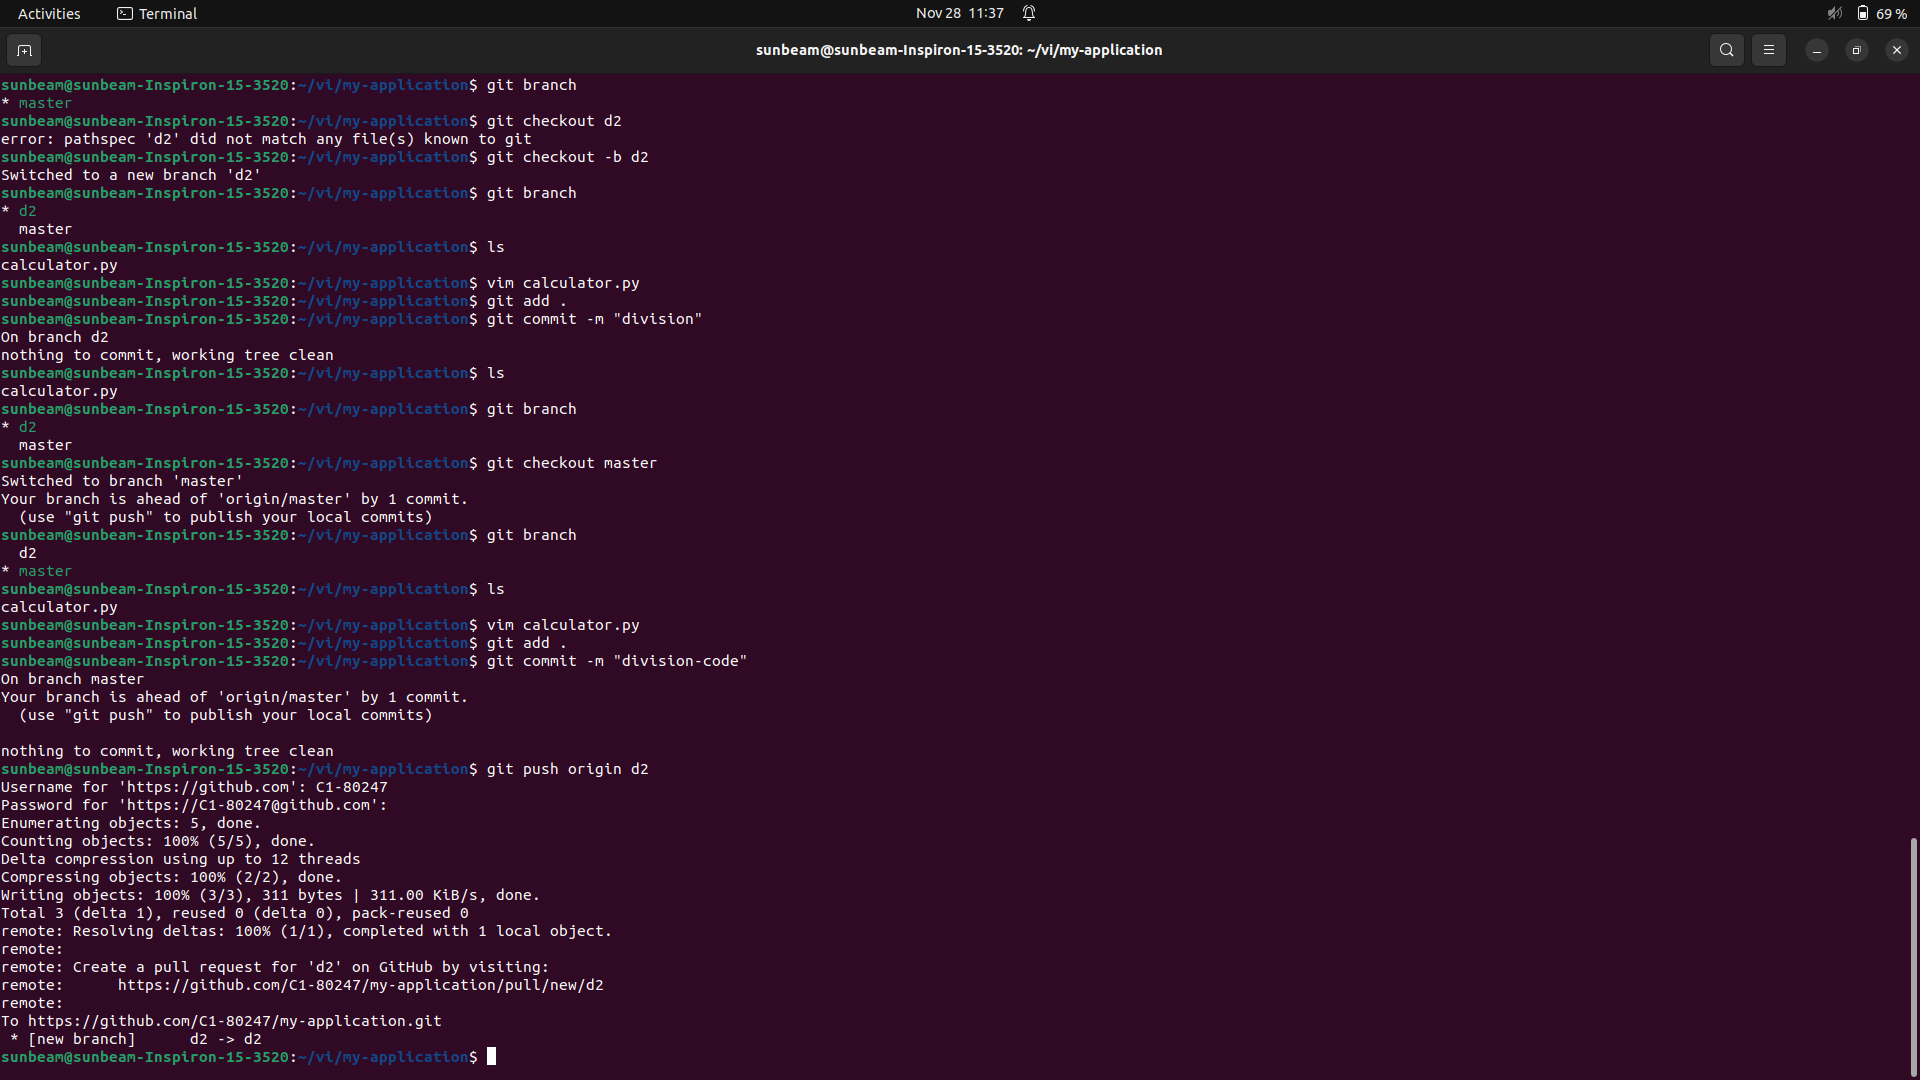 Activities Terminal Nov 28 11:37 69 %
sunbeam@sunbeam-Inspiron-15-3520: ~/vi/my-application
sunbeam@sunbeam-Inspiron-15-3520:~/vi/my-application$ git branch
* master
sunbeam@sunbeam-Inspiron-15-3520:~/vi/my-application$ git checkout d2
error: pathspec 'd2' did not match any file(s) known to git
sunbeam@sunbeam-Inspiron-15-3520:~/vi/my-application$ git checkout -b d2
Switched to a new branch 'd2'
sunbeam@sunbeam-Inspiron-15-3520:~/vi/my-application$ git branch
* d2
  master
sunbeam@sunbeam-Inspiron-15-3520:~/vi/my-application$ ls
calculator.py
sunbeam@sunbeam-Inspiron-15-3520:~/vi/my-application$ vim calculator.py
sunbeam@sunbeam-Inspiron-15-3520:~/vi/my-application$ git add .
sunbeam@sunbeam-Inspiron-15-3520:~/vi/my-application$ git commit -m "division"
On branch d2
nothing to commit, working tree clean
sunbeam@sunbeam-Inspiron-15-3520:~/vi/my-application$ ls
calculator.py
sunbeam@sunbeam-Inspiron-15-3520:~/vi/my-application$ git branch
* d2
  master
sunbeam@sunbeam-Inspiron-15-3520:~/vi/my-application$ git checkout master
Switched to branch 'master'
Your branch is ahead of 'origin/master' by 1 commit.
  (use "git push" to publish your local commits)
sunbeam@sunbeam-Inspiron-15-3520:~/vi/my-application$ git branch
  d2
* master
sunbeam@sunbeam-Inspiron-15-3520:~/vi/my-application$ ls
calculator.py
sunbeam@sunbeam-Inspiron-15-3520:~/vi/my-application$ vim calculator.py
sunbeam@sunbeam-Inspiron-15-3520:~/vi/my-application$ git add .
sunbeam@sunbeam-Inspiron-15-3520:~/vi/my-application$ git commit -m "division-code"
On branch master
Your branch is ahead of 'origin/master' by 1 commit.
  (use "git push" to publish your local commits)

nothing to commit, working tree clean
sunbeam@sunbeam-Inspiron-15-3520:~/vi/my-application$ git push origin d2
Username for 'https://github.com': C1-80247
Password for 'https://C1-80247@github.com':
Enumerating objects: 5, done.
Counting objects: 100% (5/5), done.
Delta compression using up to 12 threads
Compressing objects: 100% (2/2), done.
Writing objects: 100% (3/3), 311 bytes | 311.00 KiB/s, done.
Total 3 (delta 1), reused 0 (delta 0), pack-reused 0
remote: Resolving deltas: 100% (1/1), completed with 1 local object.
remote:
remote: Create a pull request for 'd2' on GitHub by visiting:
remote:      https://github.com/C1-80247/my-application/pull/new/d2
remote:
To https://github.com/C1-80247/my-application.git
 * [new branch]      d2 -> d2
sunbeam@sunbeam-Inspiron-15-3520:~/vi/my-application$